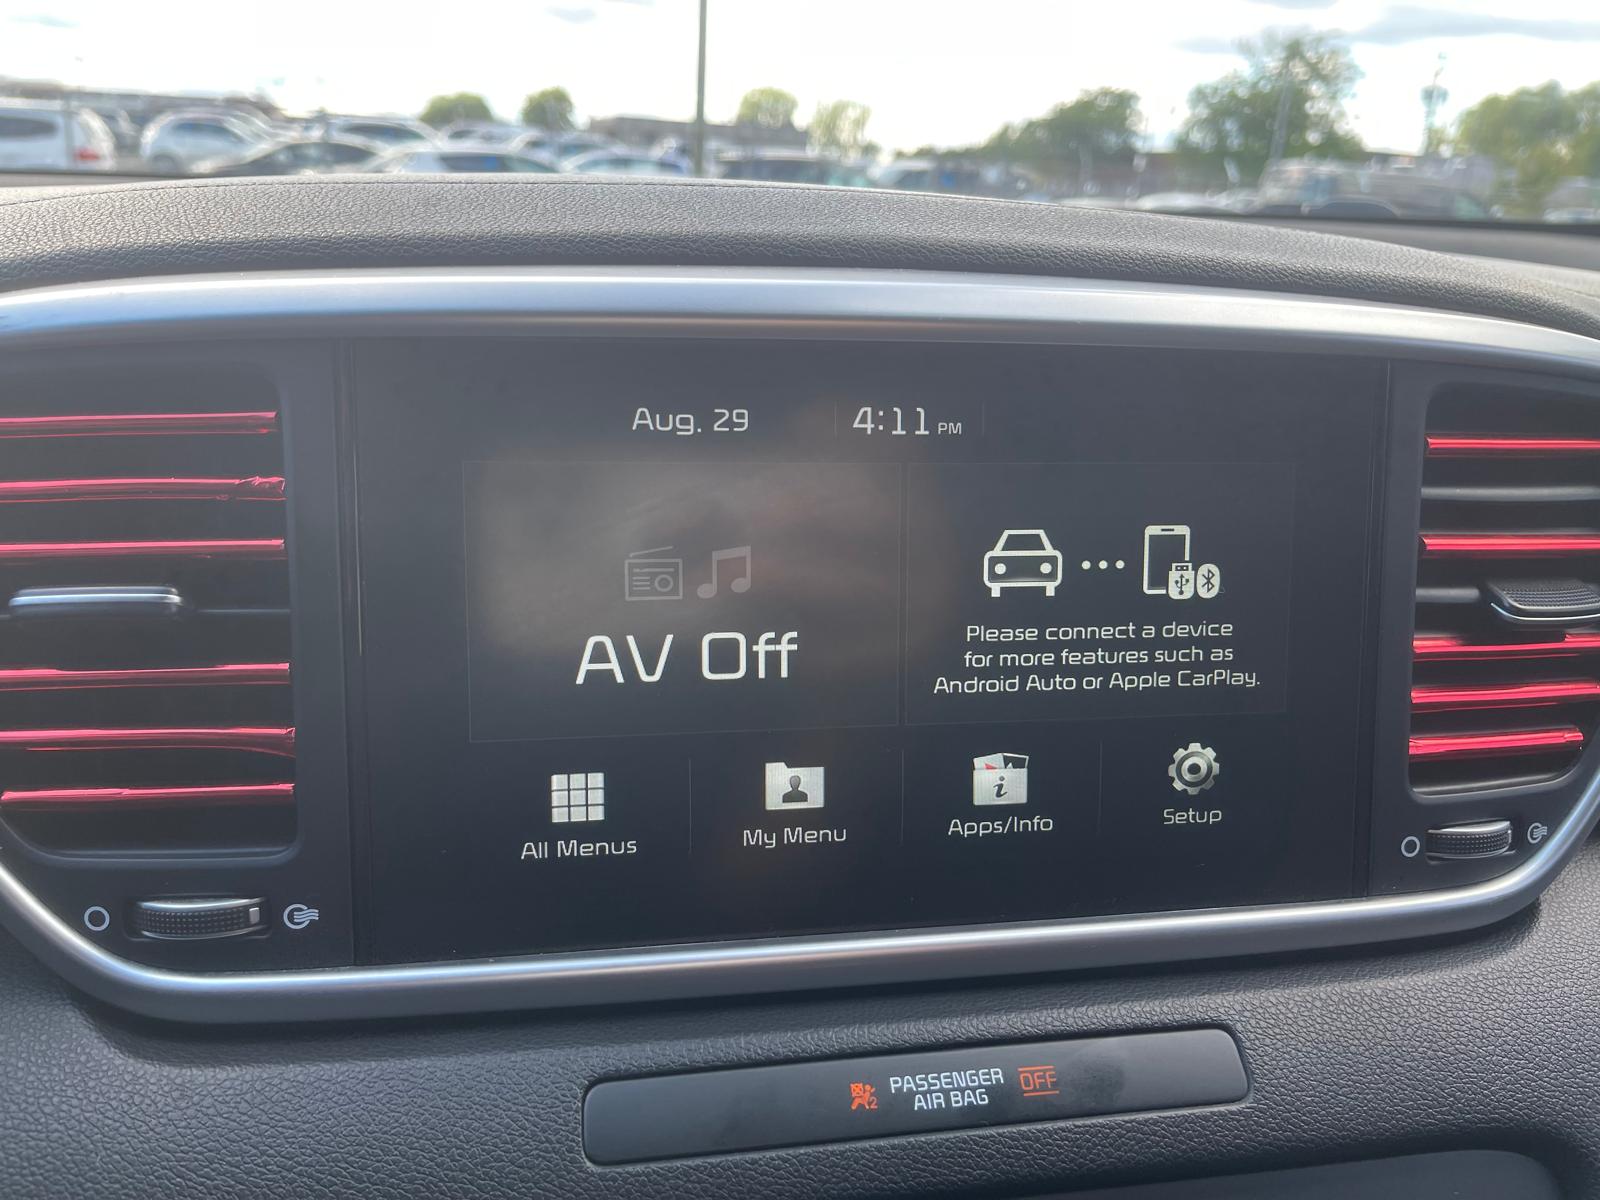 Aug. 29 4:11 PM
AV Off
Please connect a device
for more features such as
Android Auto or Apple CarPlay.
All Menus
My Menu
Apps/Info
Setup
PASSENGER
AIR BAG
OFF
2